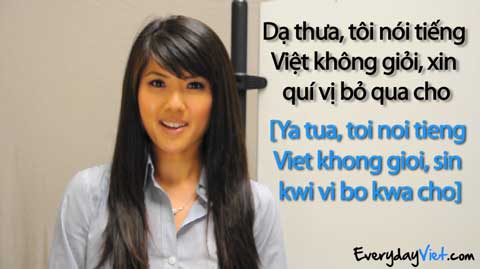 Dạ thưa, tôi nói tiếng
Việt không giỏi, xin
quí vị bỏ qua cho
[Ya tua, toi noi tieng
Viet khong gioi, sin
kwi vi bo kwa cho]
EverydayViet.com